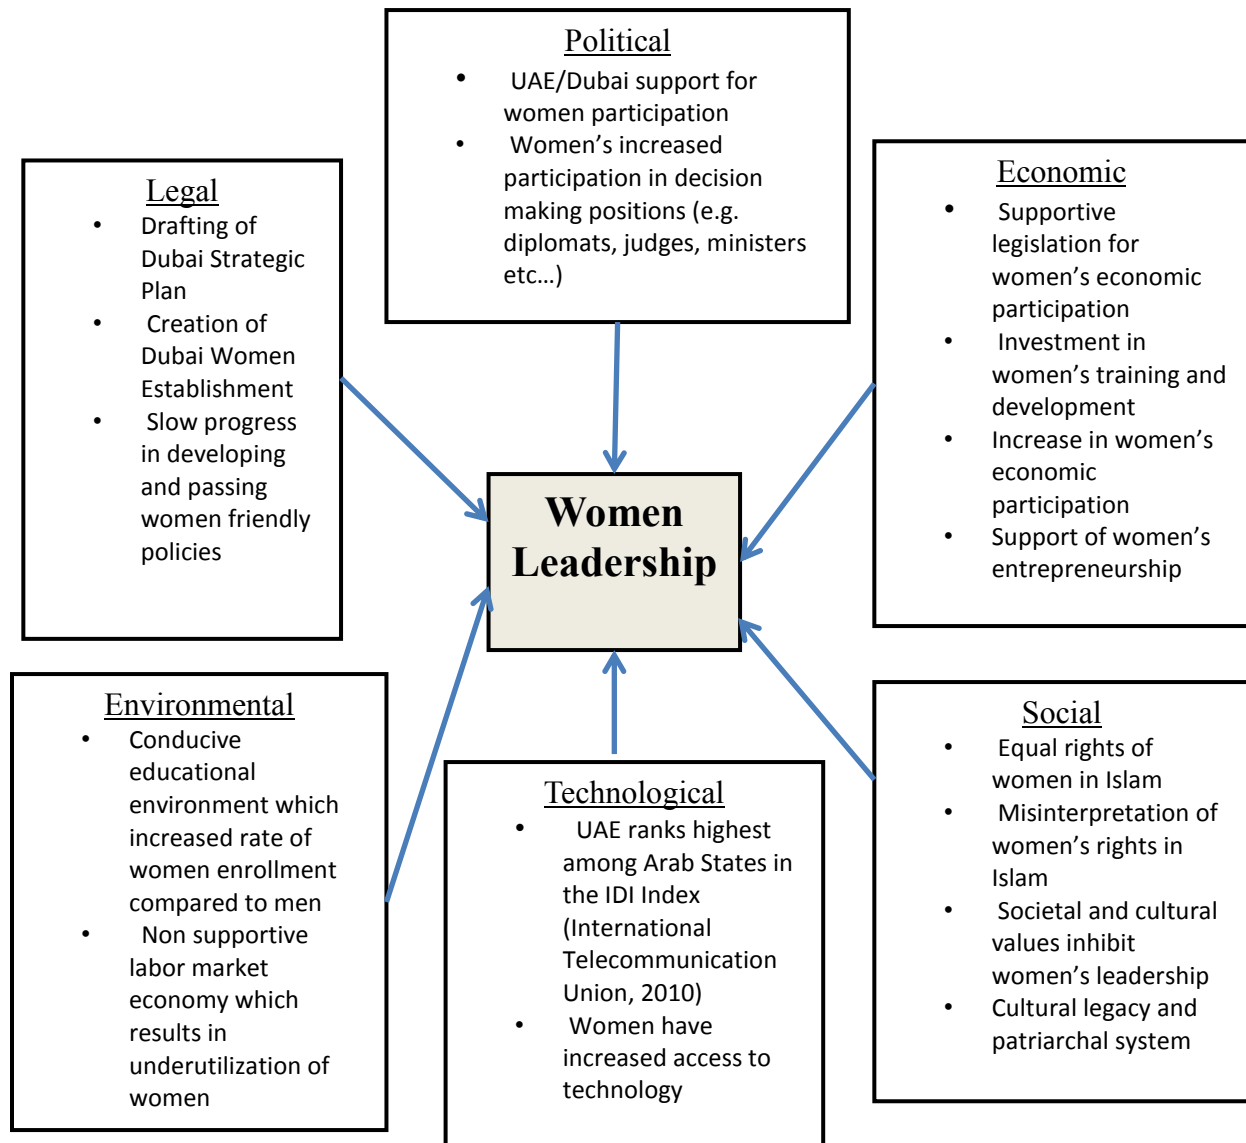 Political
• UAE/Dubai support for
women participation
• Women’s increased
participation in decision
making positions (e.g.
diplomats, judges, ministers
etc…)
Legal
• Drafting of
Dubai Strategic
Plan
• Creation of
Dubai Women
Establishment
• Slow progress
in developing
and passing
women friendly
policies
Economic
• Supportive
legislation for
women’s economic
participation
• Investment in
women’s training and
development
• Increase in women’s
economic
participation
• Support of women’s
entrepreneurship
Women
Leadership
Environmental
• Conducive
educational
environment which
increased rate of
women enrollment
compared to men
• Non supportive
labor market
economy which
results in
underutilization of
women
Technological
• UAE ranks highest
among Arab States in
the IDI Index
(International
Telecommunication
Union, 2010)
• Women have
increased access to
technology
Social
• Equal rights of
women in Islam
• Misinterpretation of
women’s rights in
Islam
• Societal and cultural
values inhibit
women’s leadership
• Cultural legacy and
patriarchal system